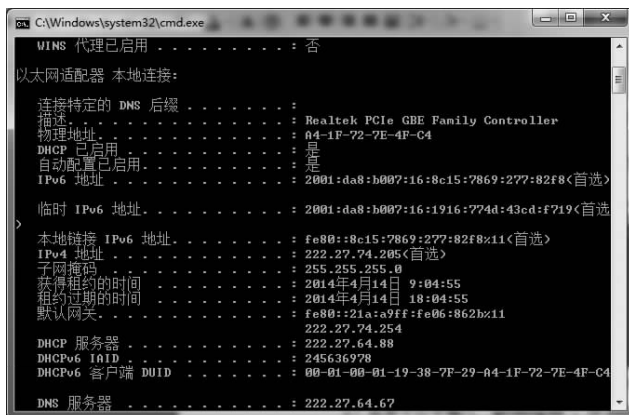 C:\Windows\system32\cmd.exe
WINS 代理已启用 . . . . . . . . . : 否
以太网适配器 本地连接:
连接特定的 DNS 后缀 . . . . . . . :
描述. . . . . . . . . . . . . . . : Realtek PCIe GBE Family Controller
物理地址. . . . . . . . . . . . . : A4-1F-72-7E-4F-C4
DHCP 已启用 . . . . . . . . . . . : 是
自动配置已启用. . . . . . . . . . : 是
IPv6 地址 . . . . . . . . . . . . : 2001:da8:b007:16:8c15:7869:277:82f8(首选)
临时 IPv6 地址. . . . . . . . . . : 2001:da8:b007:16:1916:774d:43cd:f719(首选
)
本地链接 IPv6 地址. . . . . . . . : fe80::8c15:7869:277:82f8%11(首选)
IPv4 地址 . . . . . . . . . . . . : 222.27.74.205(首选)
子网掩码 . . . . . . . . . . . . : 255.255.255.0
获得租约的时间 . . . . . . . . . : 2014年4月14日 9:04:55
租约过期的时间 . . . . . . . . . : 2014年4月14日 18:04:55
默认网关. . . . . . . . . . . . . : fe80::21a:a9ff:fe06:862b%11
222.27.74.254
DHCP 服务器 . . . . . . . . . . . : 222.27.64.88
DHCPv6 IAID . . . . . . . . . . . : 245636978
DHCPv6 客户端 DUID . . . . . . . : 00-01-00-01-19-38-7F-29-A4-1F-72-7E-4F-C4
DNS 服务器 . . . . . . . . . . . : 222.27.64.67